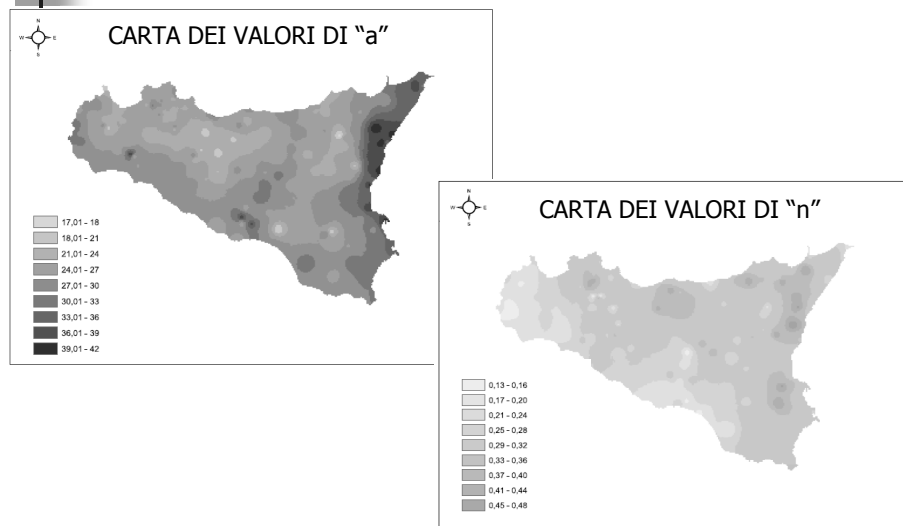 N
W E
S
CARTA DEI VALORI DI “a”
17,01 – 18
18,01 – 21
21,01 – 24
24,01 – 27
27,01 – 30
30,01 – 33
33,01 – 36
36,01 – 39
39,01 – 42
N
W E
S
CARTA DEI VALORI DI “n”
0,13 – 0,16
0,17 – 0,20
0,21 – 0,24
0,25 – 0,28
0,29 – 0,32
0,33 – 0,36
0,37 – 0,40
0,41 – 0,44
0,45 – 0,48